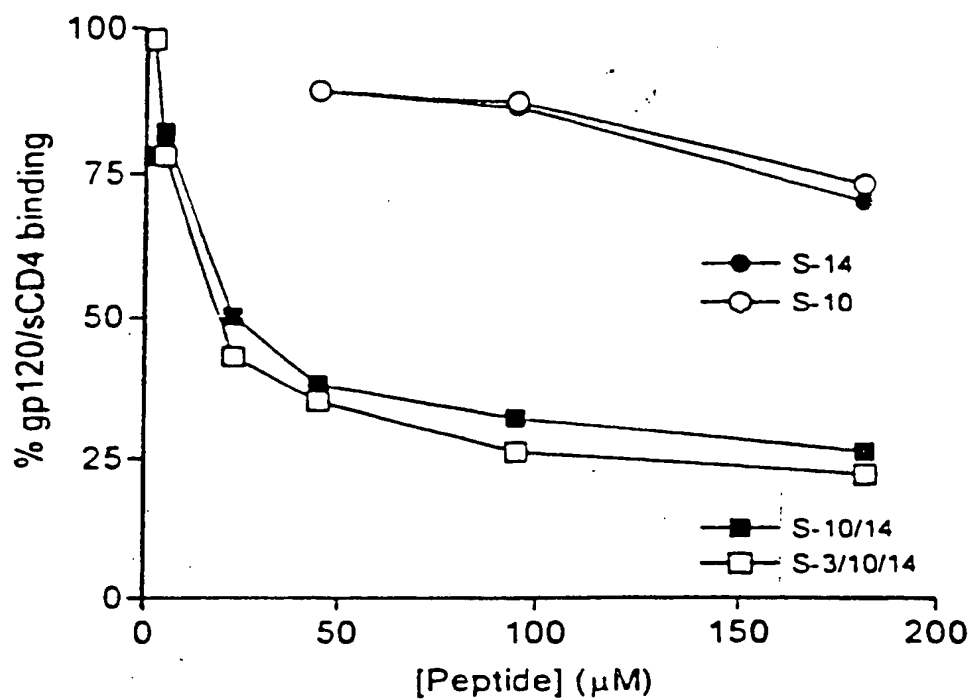 100
75
50
25
0
% gp120/sCD4 binding
S-14
S-10
S-10/14
S-3/10/14
0 50 100 150 200
[Peptide] (μM)